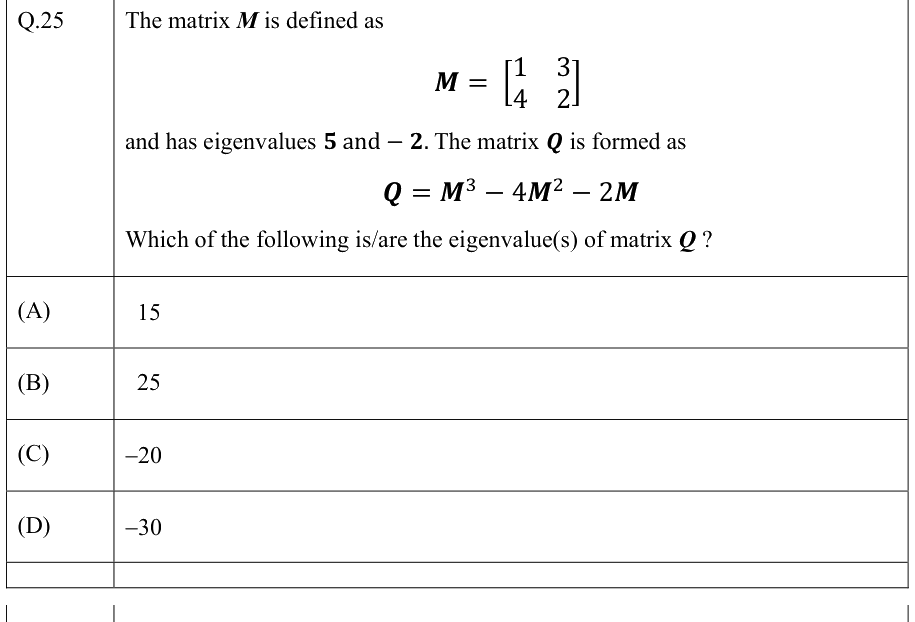 Q.25 The matrix M is defined as
M = [1 3
4 2]
and has eigenvalues 5 and – 2. The matrix Q is formed as
Q = M³ − 4M² − 2M
Which of the following is/are the eigenvalue(s) of matrix Q ?
(A) 15
(B) 25
(C) –20
(D) –30